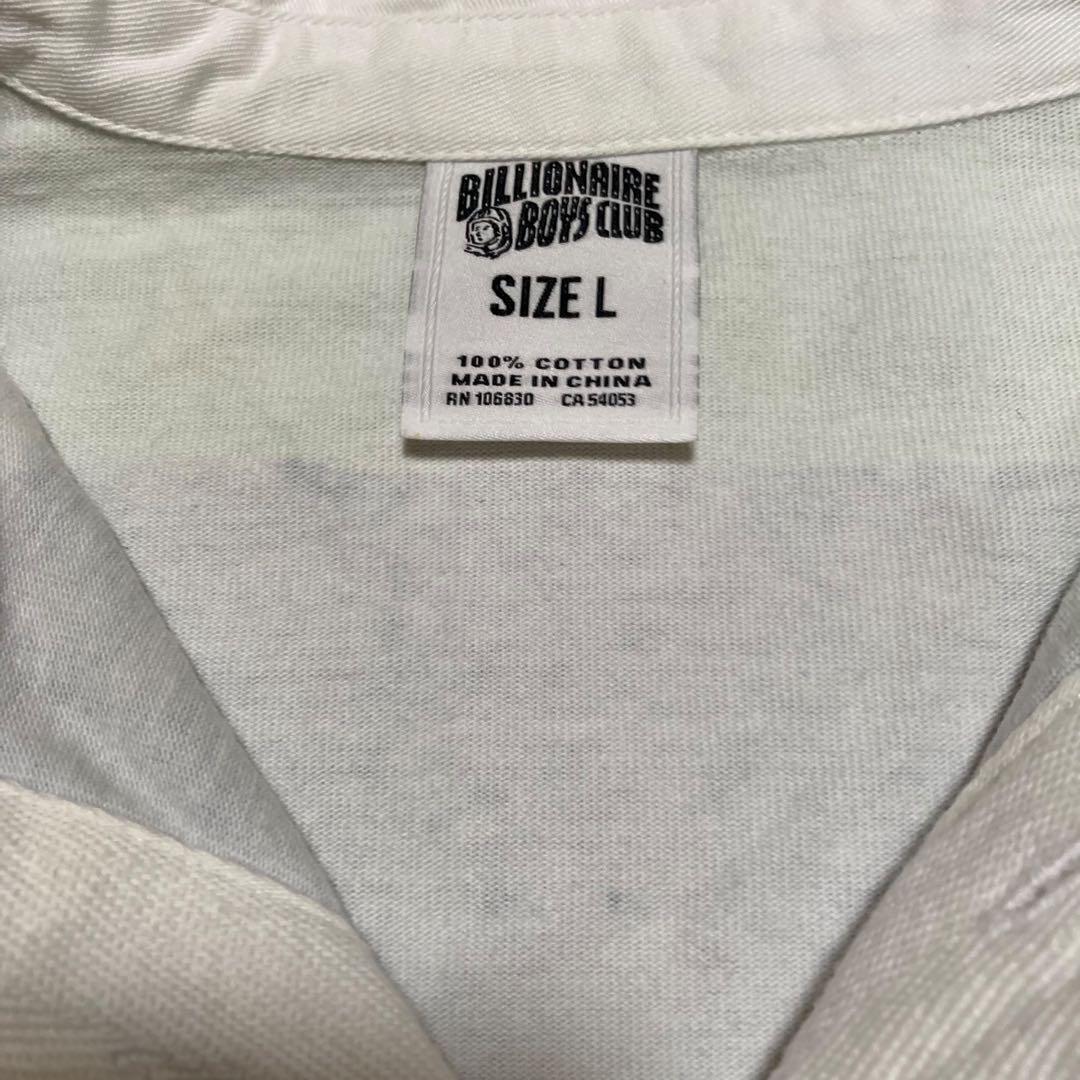 BILLIONAIRE
BOYS CLUB
SIZE L
100% COTTON
MADE IN CHINA
RN 106830 CA 54053